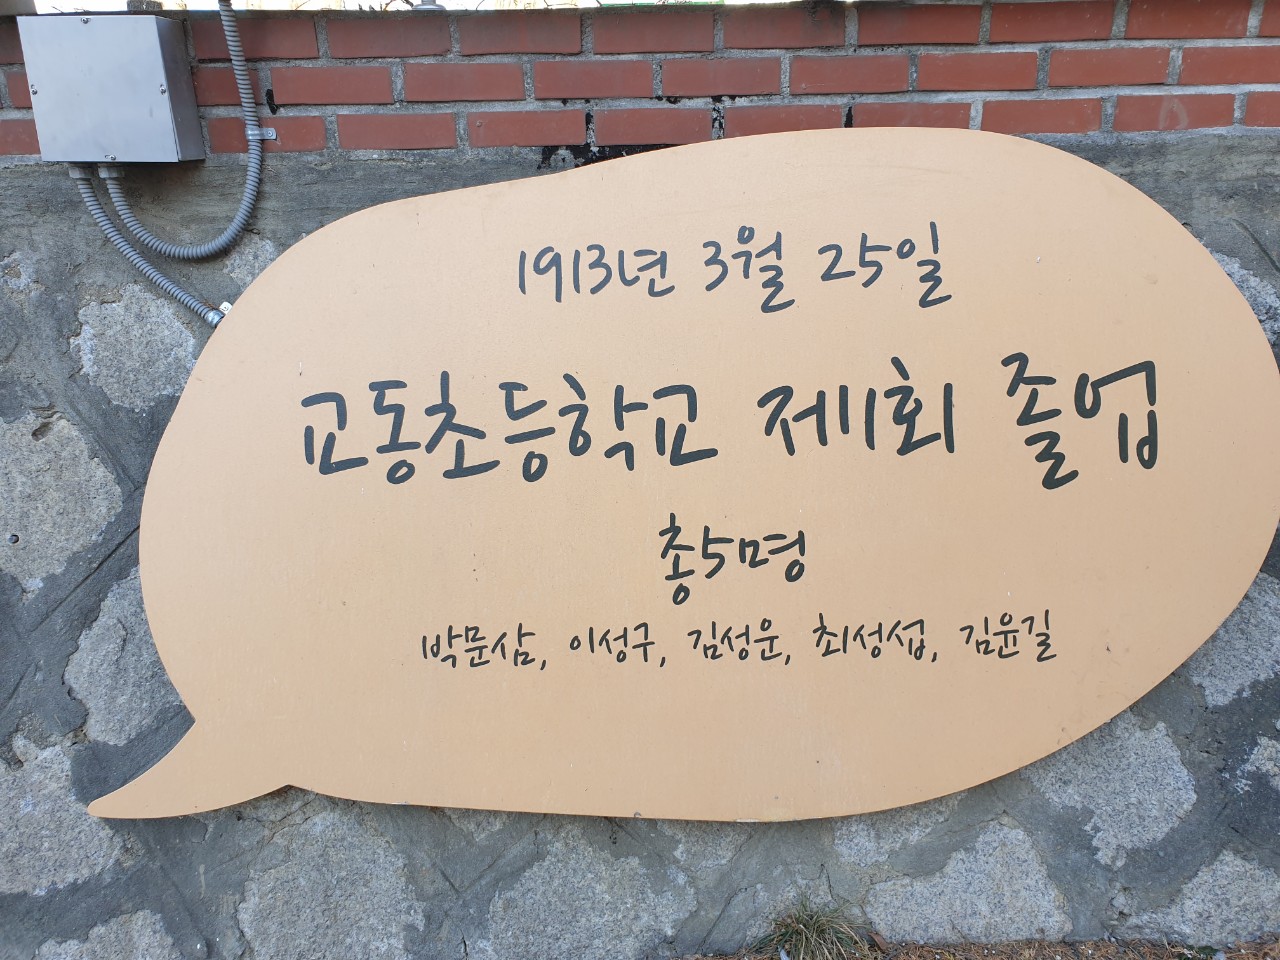 1913년 3월 25일
교동초등학교 제1회 졸업
총5명
박문삼, 이성구, 김성운, 최성섭, 김윤길